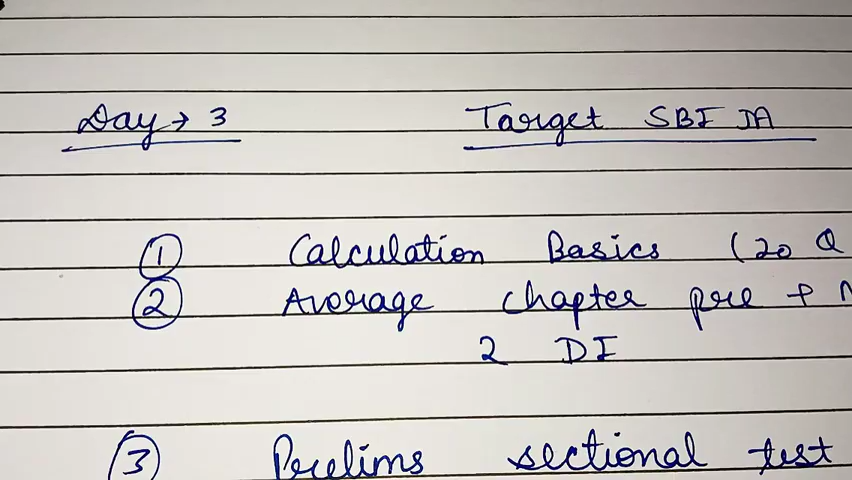 Day → 3 Target SBI JA
① Calculation Basics (20 Q
② Average chapter pre +
2 DI
③ Prelims sectional test